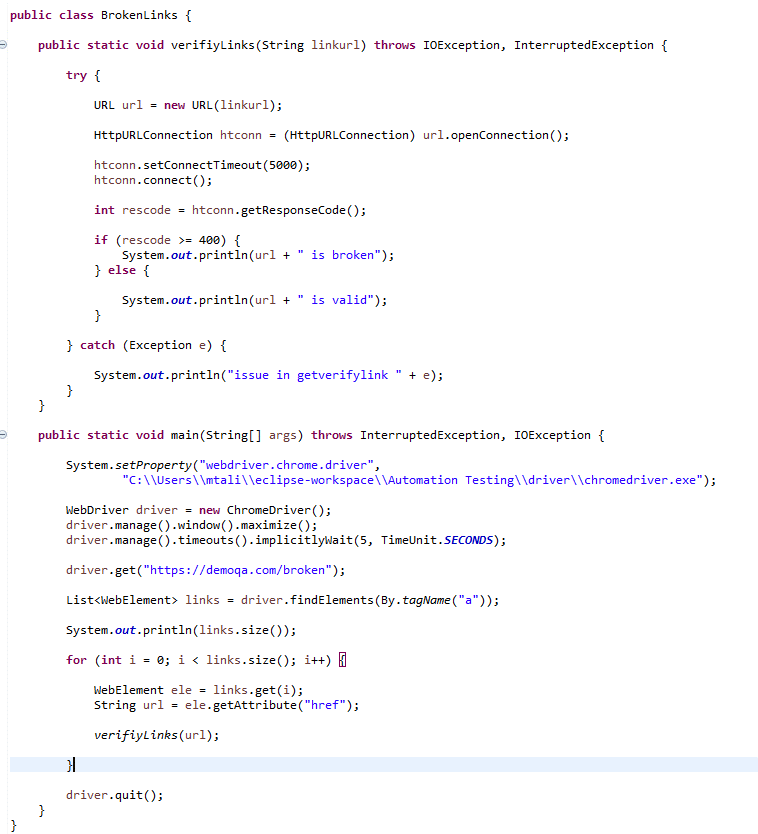 public class BrokenLinks {
public static void verifiyLinks(String linkurl) throws IOException, InterruptedException {
try {
URL url = new URL(linkurl);
HttpURLConnection htconn = (HttpURLConnection) url.openConnection();
htconn.setConnectTimeout(5000);
htconn.connect();
int rescode = htconn.getResponseCode();
if (rescode >= 400) {
System.out.println(url + " is broken");
} else {
System.out.println(url + " is valid");
}
} catch (Exception e) {
System.out.println("issue in getverifylink " + e);
}
}
public static void main(String[] args) throws InterruptedException, IOException {
System.setProperty("webdriver.chrome.driver",
"C:\\Users\\mtali\\eclipse-workspace\\Automation Testing\\driver\\chromedriver.exe");
WebDriver driver = new ChromeDriver();
driver.manage().window().maximize();
driver.manage().timeouts().implicitlyWait(5, TimeUnit.SECONDS);
driver.get("https://demoqa.com/broken");
List<WebElement> links = driver.findElements(By.tagName("a"));
System.out.println(links.size());
for (int i = 0; i < links.size(); i++) {
WebElement ele = links.get(i);
String url = ele.getAttribute("href");
verifiyLinks(url);
}
driver.quit();
}
}